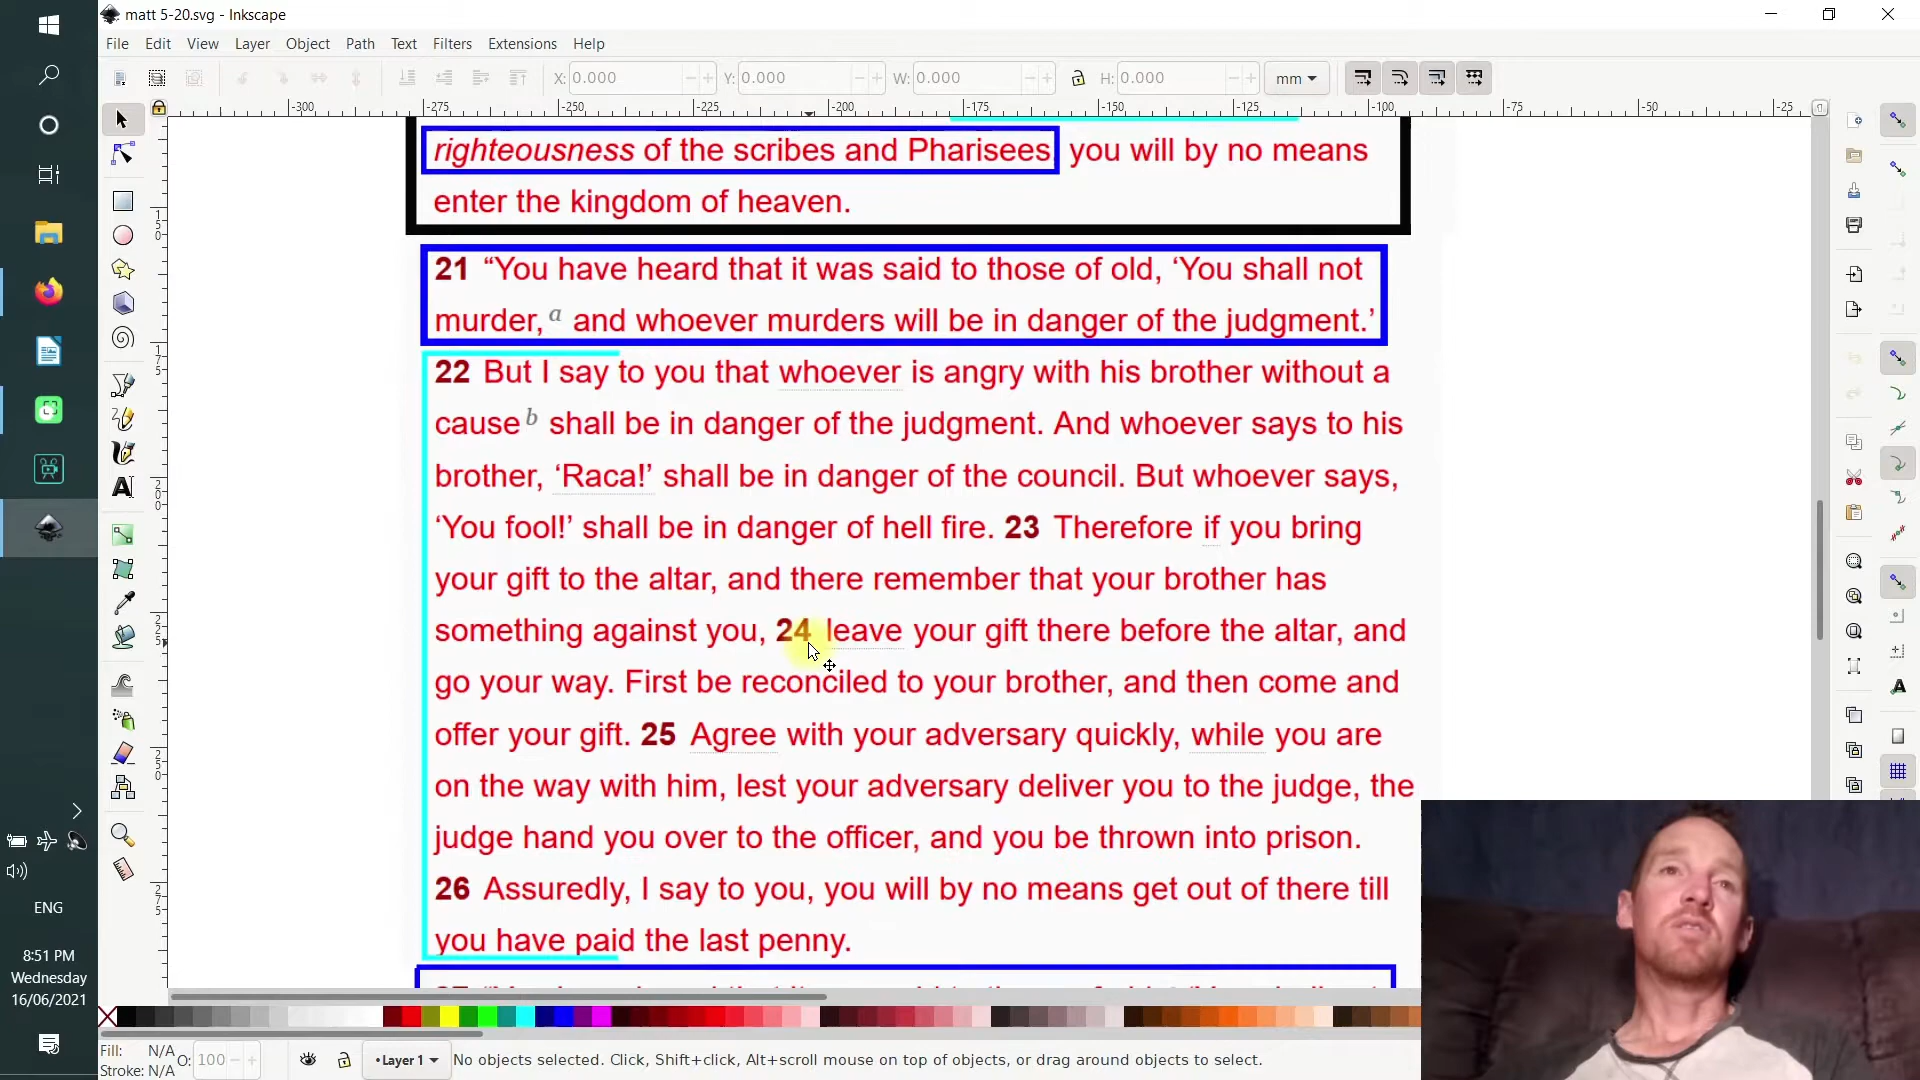 matt 5-20.svg - Inkscape
File Edit View Layer Object Path Text Filters Extensions Help
X: 0.000 Y: 0.000 W: 0.000 H: 0.000 mm
-300 -275 -250 -225 -200 -175 -150 -125 -100 -75 -50 -25
righteousness of the scribes and Pharisees, you will by no means
enter the kingdom of heaven.
21 “You have heard that it was said to those of old, ‘You shall not
murder, a and whoever murders will be in danger of the judgment.’
22 But I say to you that whoever is angry with his brother without a
cause b shall be in danger of the judgment. And whoever says to his
brother, ‘Raca!’ shall be in danger of the council. But whoever says,
‘You fool!’ shall be in danger of hell fire. 23 Therefore if you bring
your gift to the altar, and there remember that your brother has
something against you, 24 leave your gift there before the altar, and
go your way. First be reconciled to your brother, and then come and
offer your gift. 25 Agree with your adversary quickly, while you are
on the way with him, lest your adversary deliver you to the judge, the
judge hand you over to the officer, and you be thrown into prison.
26 Assuredly, I say to you, you will by no means get out of there till
you have paid the last penny.
ENG
8:51 PM
Wednesday
16/06/2021
Fill: N/A
Stroke: N/A
O: 100
•Layer 1
No objects selected. Click, Shift+click, Alt+scroll mouse on top of objects, or drag around objects to select.